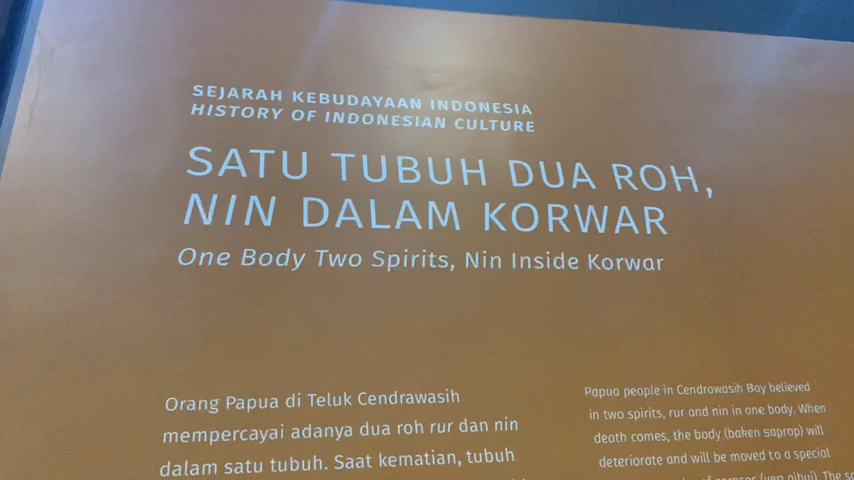 SEJARAH KEBUDAYAAN INDONESIA
HISTORY OF INDONESIAN CULTURE
SATU TUBUH DUA ROH,
NIN DALAM KORWAR
One Body Two Spirits, Nin Inside Korwar
Orang Papua di Teluk Cendrawasih
mempercayai adanya dua roh rur dan nin
dalam satu tubuh. Saat kematian, tubuh
Papua people in Cendrawasih Bay believed
in two spirits, rur and nin in one body. When
death comes, the body (baken saprop) will
deteriorate and will be moved to a special